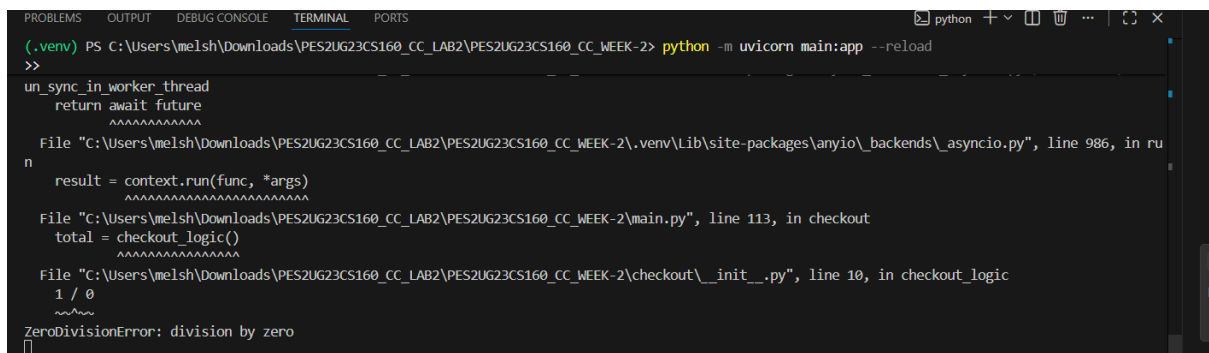 PROBLEMS OUTPUT DEBUG CONSOLE TERMINAL PORTS python
(.venv) PS C:\Users\melsh\Downloads\PES2UG23CS160_CC_LAB2\PES2UG23CS160_CC_WEEK-2> python -m uvicorn main:app --reload
>>
un_sync_in_worker_thread
    return await future
           ^^^^^^^^^^^^
  File "C:\Users\melsh\Downloads\PES2UG23CS160_CC_LAB2\PES2UG23CS160_CC_WEEK-2\.venv\Lib\site-packages\anyio\_backends\_asyncio.py", line 986, in ru
n
    result = context.run(func, *args)
             ^^^^^^^^^^^^^^^^^^^^^^^^
  File "C:\Users\melsh\Downloads\PES2UG23CS160_CC_LAB2\PES2UG23CS160_CC_WEEK-2\main.py", line 113, in checkout
    total = checkout_logic()
            ^^^^^^^^^^^^^^^^
  File "C:\Users\melsh\Downloads\PES2UG23CS160_CC_LAB2\PES2UG23CS160_CC_WEEK-2\checkout\__init__.py", line 10, in checkout_logic
    1 / 0
    ~~^~~
ZeroDivisionError: division by zero